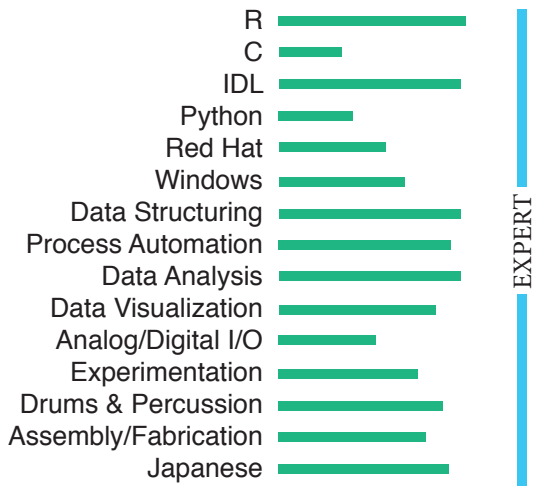 R
C
IDL
Python
Red Hat
Windows
Data Structuring
Process Automation
Data Analysis
Data Visualization
Analog/Digital I/O
Experimentation
Drums & Percussion
Assembly/Fabrication
Japanese
EXPERT